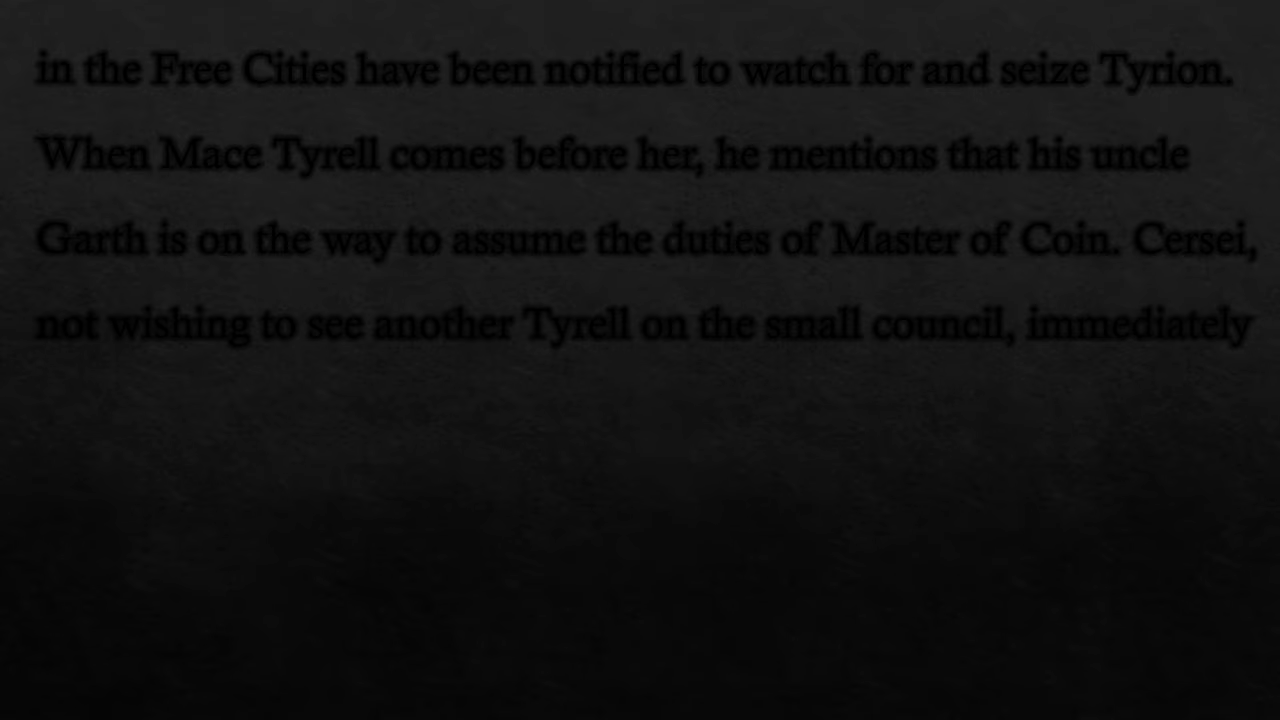 in the Free Cities have been notified to watch for and seize Tyrion.
When Mace Tyrell comes before her, he mentions that his uncle
Garth is on the way to assume the duties of Master of Coin. Cersei,
not wishing to see another Tyrell on the small council, immediately